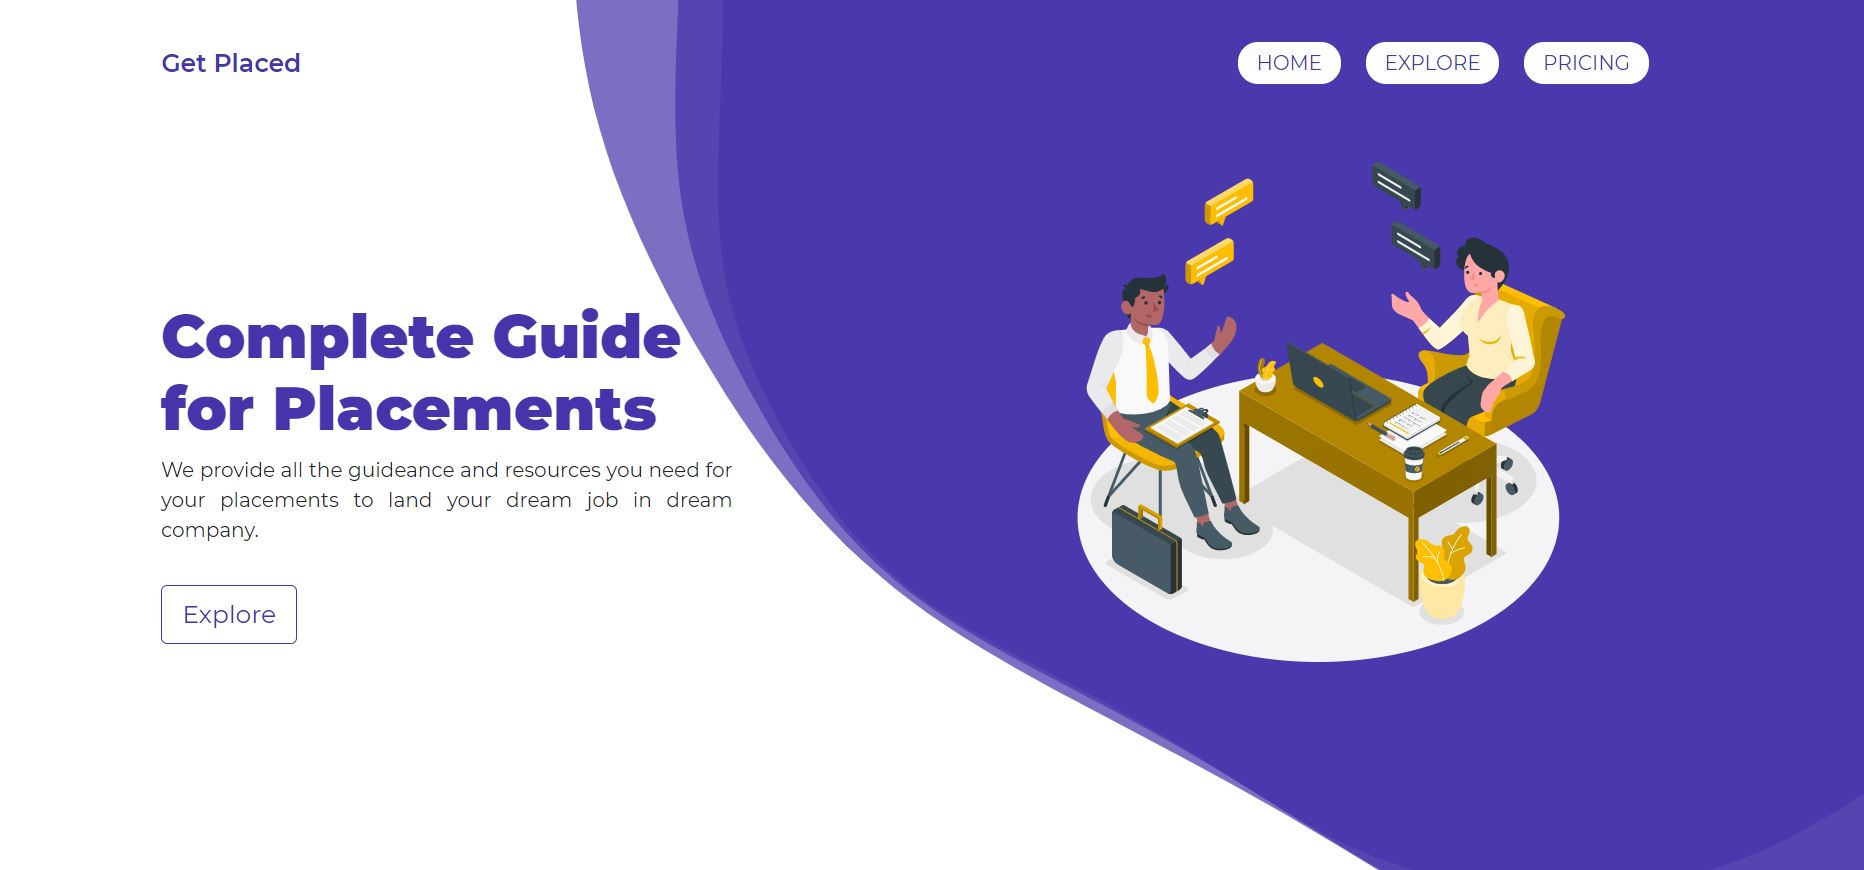 Get Placed
HOME
EXPLORE
PRICING
Complete Guide
for Placements
We provide all the guideance and resources you need for
your placements to land your dream job in dream
company.
Explore